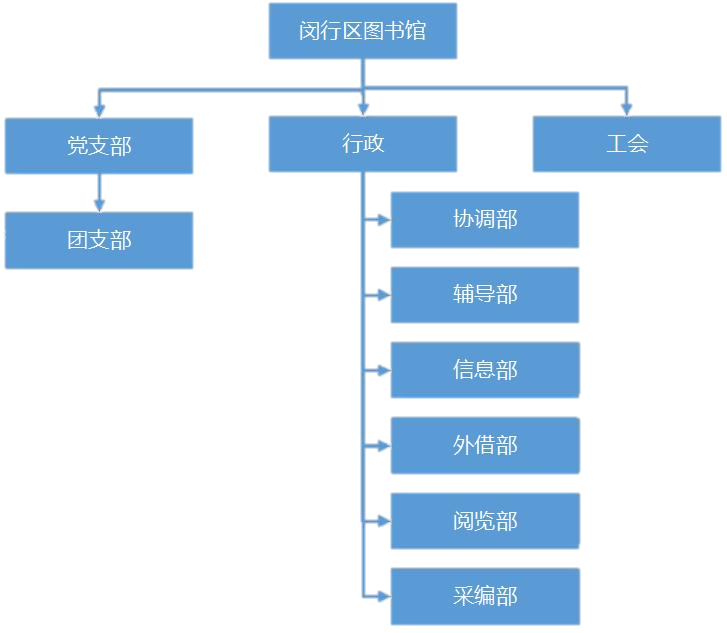 闵行区图书馆
党支部
行政
工会
团支部
协调部
辅导部
信息部
外借部
阅览部
采编部